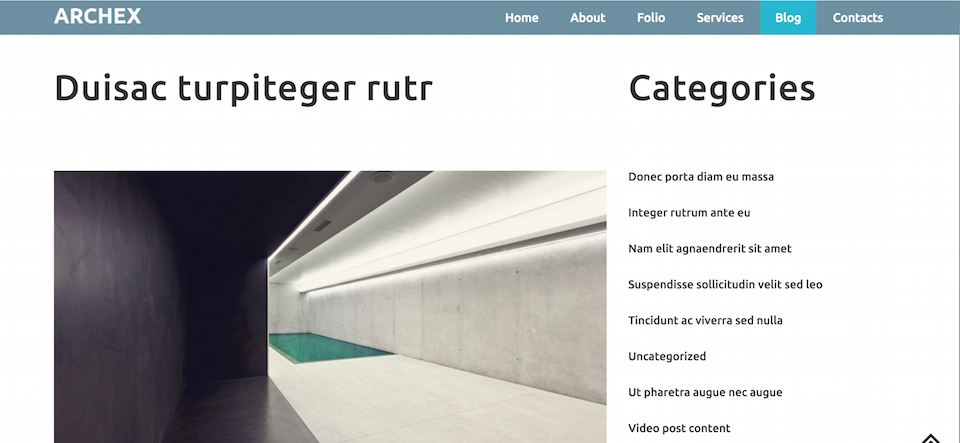 ARCHEX
Home About Folio Services Blog Contacts
Duisac turpiteger rutr
Categories
Donec porta diam eu massa
Integer rutrum ante eu
Nam elit agnaendrerit sit amet
Suspendisse sollicitudin velit sed leo
Tincidunt ac viverra sed nulla
Uncategorized
Ut pharetra augue nec augue
Video post content